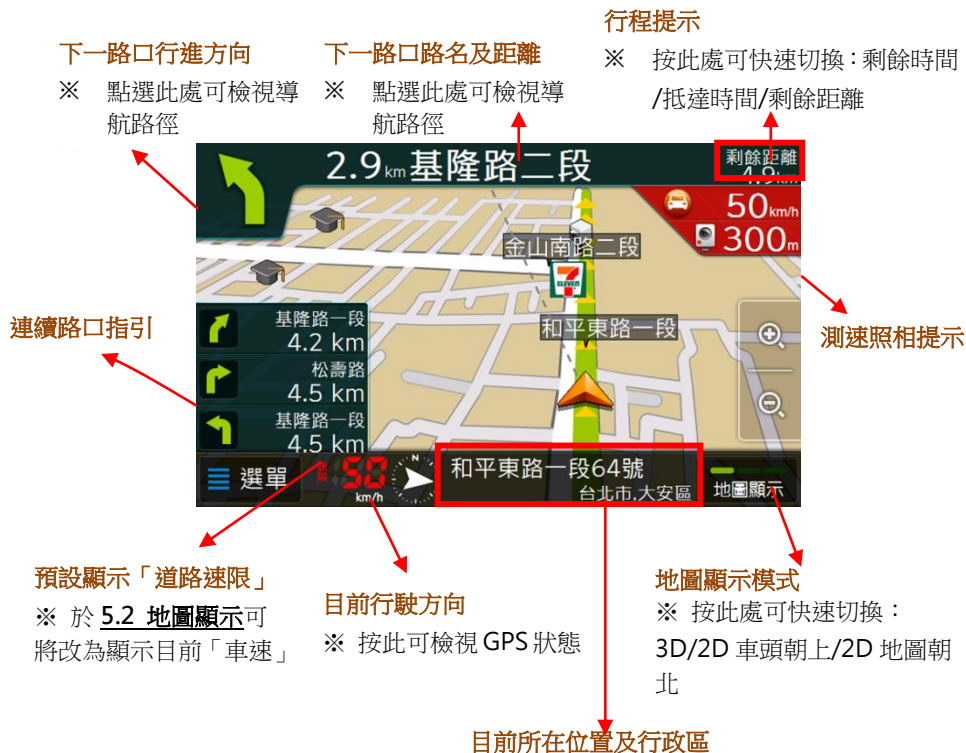 行程提示
※ 按此處可快速切換：剩餘時間
/抵達時間/剩餘距離
下一路口行進方向
※ 點選此處可檢視導
航路徑
下一路口路名及距離
※ 點選此處可檢視導
航路徑
2.9km基隆路二段
剩餘距離
4.9km
50km/h
300m
金山南路二段
ELEVEN
和平東路一段
連續路口指引
基隆路一段
4.2 km
松壽路
4.5 km
基隆路一段
4.5 km
測速照相提示
選單
速限
50
km/h
N
和平東路一段64號
台北市,大安區
地圖顯示
預設顯示「道路速限」
※ 於 5.2 地圖顯示可
將改為顯示目前「車速」
目前行駛方向
※ 按此可檢視 GPS 狀態
地圖顯示模式
※ 按此處可快速切換：
3D/2D 車頭朝上/2D 地圖朝
北
目前所在位置及行政區